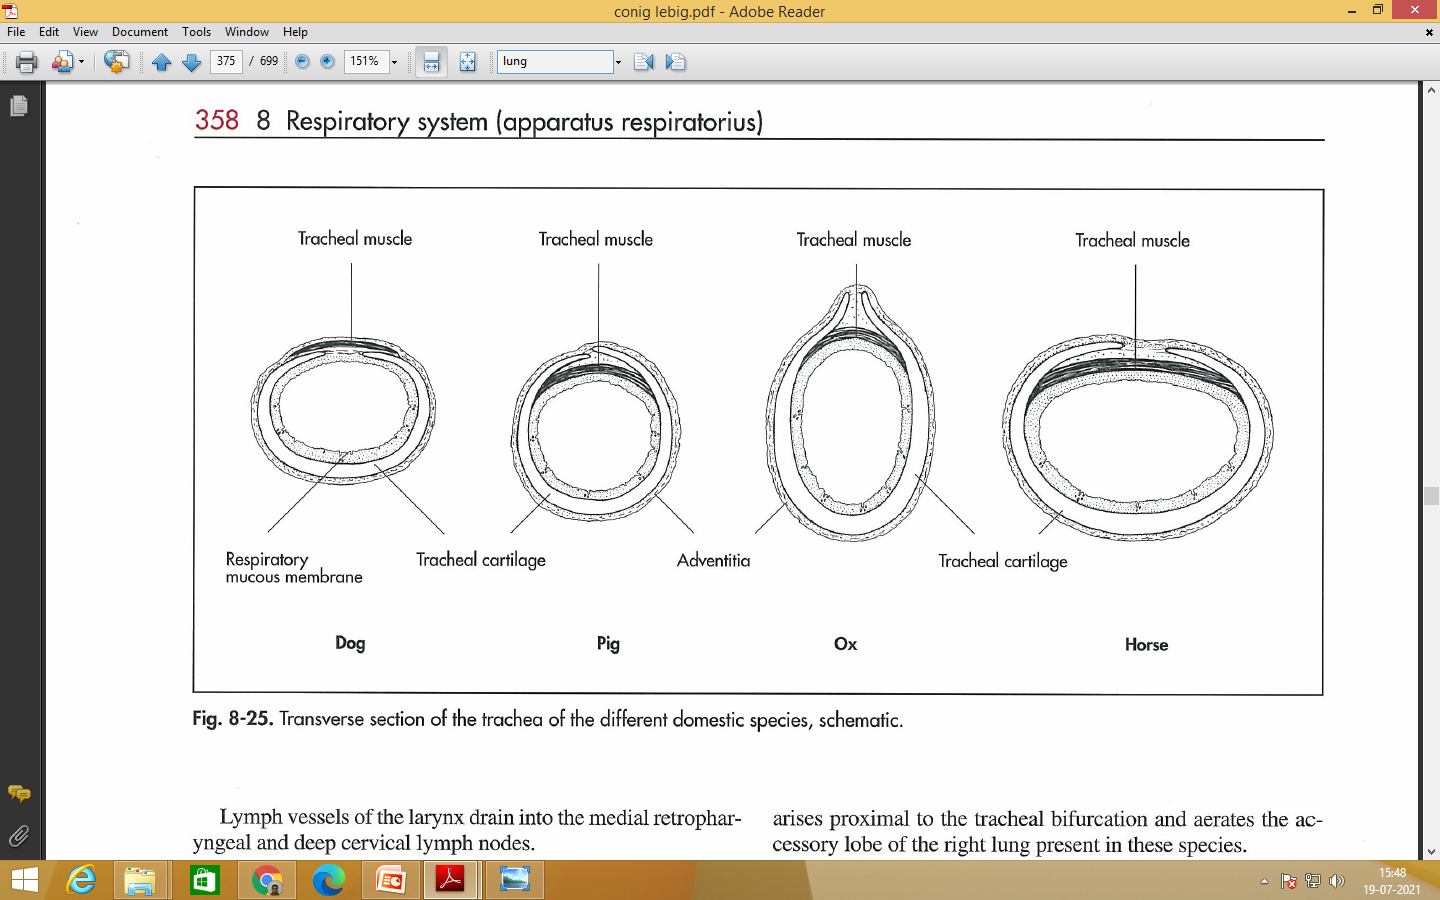 conig lebig.pdf - Adobe Reader
File Edit View Document Tools Window Help
375 / 699 151% lung
358 8 Respiratory system (apparatus respiratorius)
Tracheal muscle Tracheal muscle Tracheal muscle Tracheal muscle
Respiratory mucous membrane
Tracheal cartilage
Adventitia
Tracheal cartilage
Dog Pig Ox Horse
Fig. 8-25. Transverse section of the trachea of the different domestic species, schematic.
Lymph vessels of the larynx drain into the medial retrophar-
yngeal and deep cervical lymph nodes.
arises proximal to the tracheal bifurcation and aerates the ac-
cessory lobe of the right lung present in these species.
15:48
19-07-2021